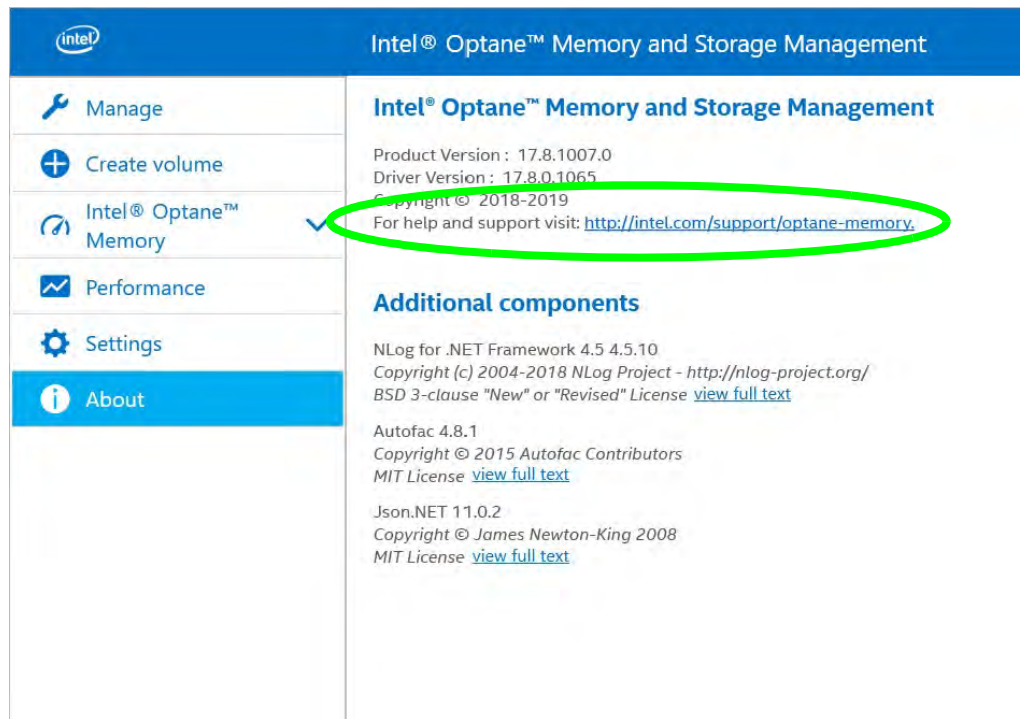 intel
Intel® Optane™ Memory and Storage Management
Manage
Create volume
Intel® Optane™
Memory
Performance
Settings
About
Intel® Optane™ Memory and Storage Management
Product Version : 17.8.1007.0
Driver Version : 17.8.0.1065
Copyright © 2018-2019
For help and support visit: http://intel.com/support/optane-memory.
Additional components
NLog for .NET Framework 4.5 4.5.10
Copyright (c) 2004-2018 NLog Project - http://nlog-project.org/
BSD 3-clause "New" or "Revised" License view full text
Autofac 4.8.1
Copyright © 2015 Autofac Contributors
MIT License view full text
Json.NET 11.0.2
Copyright © James Newton-King 2008
MIT License view full text